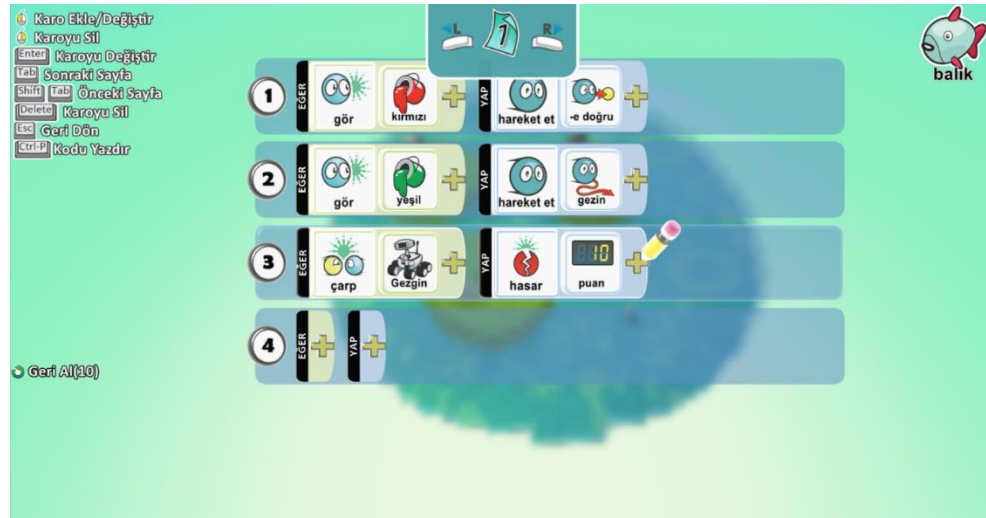 Karo Ekle/Değiştir
Karoyu Sil
Enter Karoyu Değiştir
Tab Sonraki Sayfa
Shift Tab Önceki Sayfa
Delete Karoyu Sil
Esc Geri Dön
Ctrl-P Kodu Yazdır
L 1 R
balık
1 EĞER gör kırmızı YAP hareket et -e doğru
2 EĞER gör yeşil YAP hareket et gezin
3 EĞER çarp Gezgin YAP hasar 10 puan
4 EĞER YAP
Geri Al(10)